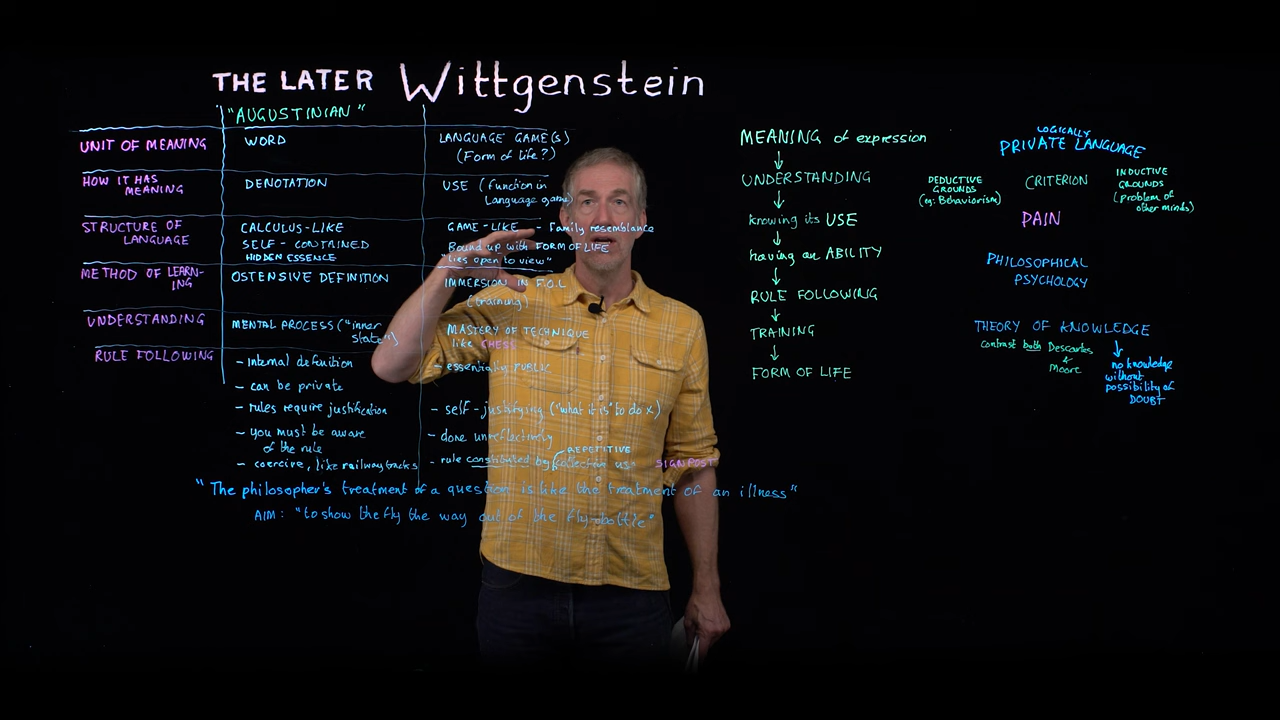 THE LATER Wittgenstein
"AUGUSTINIAN"
UNIT OF MEANING
WORD
LANGUAGE GAME(S)
(Form of life?)
HOW IT HAS
MEANING
DENOTATION
USE (function in
Language game)
STRUCTURE OF
LANGUAGE
CALCULUS-LIKE
SELF-CONTAINED
HIDDEN ESSENCE
GAME-LIKE - Family resemblance
Bound up with FORM OF LIFE
"lies open to view"
METHOD OF LEARN-
ING
OSTENSIVE DEFINITION
IMMERSION IN F.O.L
(training)
UNDERSTANDING
MENTAL PROCESS ("inner
state")
MASTERY OF TECHNIQUE
like CHESS
RULE FOLLOWING
- internal definition
- can be private
- rules require justification
- you must be aware
of the rule
- coercive, like railway tracks
- essentially PUBLIC
- self-justifying ("what it is" to do x)
- done unreflectively
REPETITIVE
- rule constituted by collective use
SIGNPOST
"The philosopher's treatment of a question is like the treatment of an illness"
AIM: "to show the fly the way out of the fly-bottle"
MEANING of expression
↓
UNDERSTANDING
↓
knowing its USE
↓
having an ABILITY
↓
RULE FOLLOWING
↓
TRAINING
↓
FORM OF LIFE
LOGICALLY
PRIVATE LANGUAGE
DEDUCTIVE
GROUNDS
(eg: Behaviorism)
CRITERION
INDUCTIVE
GROUNDS
(problem of
other minds)
PAIN
PHILOSOPHICAL
PSYCHOLOGY
THEORY OF KNOWLEDGE
contrast both Descartes
&
Moore
↓
no knowledge
without
possibility of
DOUBT